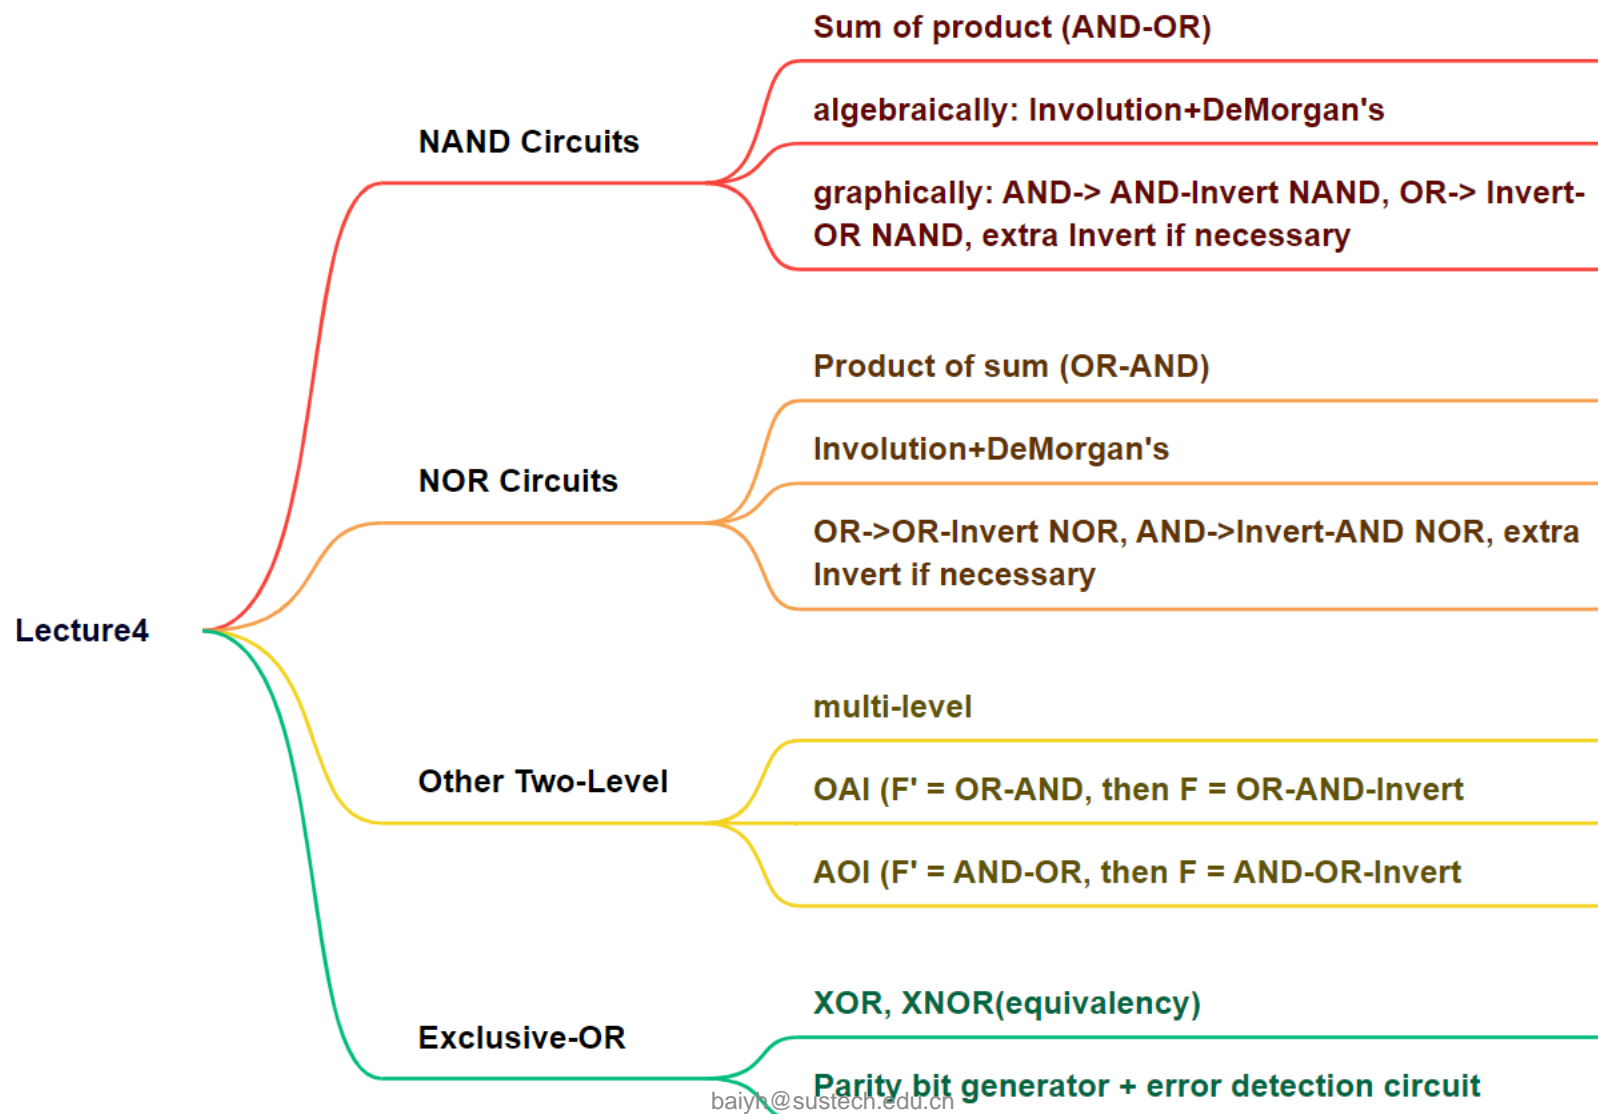 Lecture4
NAND Circuits
Sum of product (AND-OR)
algebraically: Involution+DeMorgan's
graphically: AND-> AND-Invert NAND, OR-> Invert-
OR NAND, extra Invert if necessary
NOR Circuits
Product of sum (OR-AND)
Involution+DeMorgan's
OR->OR-Invert NOR, AND->Invert-AND NOR, extra
Invert if necessary
Other Two-Level
multi-level
OAI (F' = OR-AND, then F = OR-AND-Invert
AOI (F' = AND-OR, then F = AND-OR-Invert
Exclusive-OR
XOR, XNOR(equivalency)
Parity bit generator + error detection circuit
baiyh@sustech.edu.cn